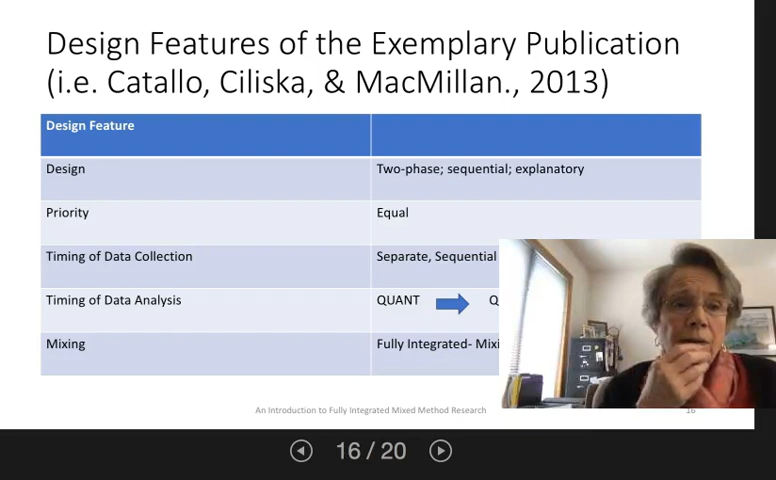 Design Features of the Exemplary Publication
(i.e. Catallo, Ciliska, & MacMillan., 2013)
Design Feature
Design Two-phase; sequential; explanatory
Priority Equal
Timing of Data Collection Separate, Sequential
Timing of Data Analysis QUANT
Mixing Fully Integrated-
An Introduction to Fully Integrated Mixed Method Research 16
16 / 20